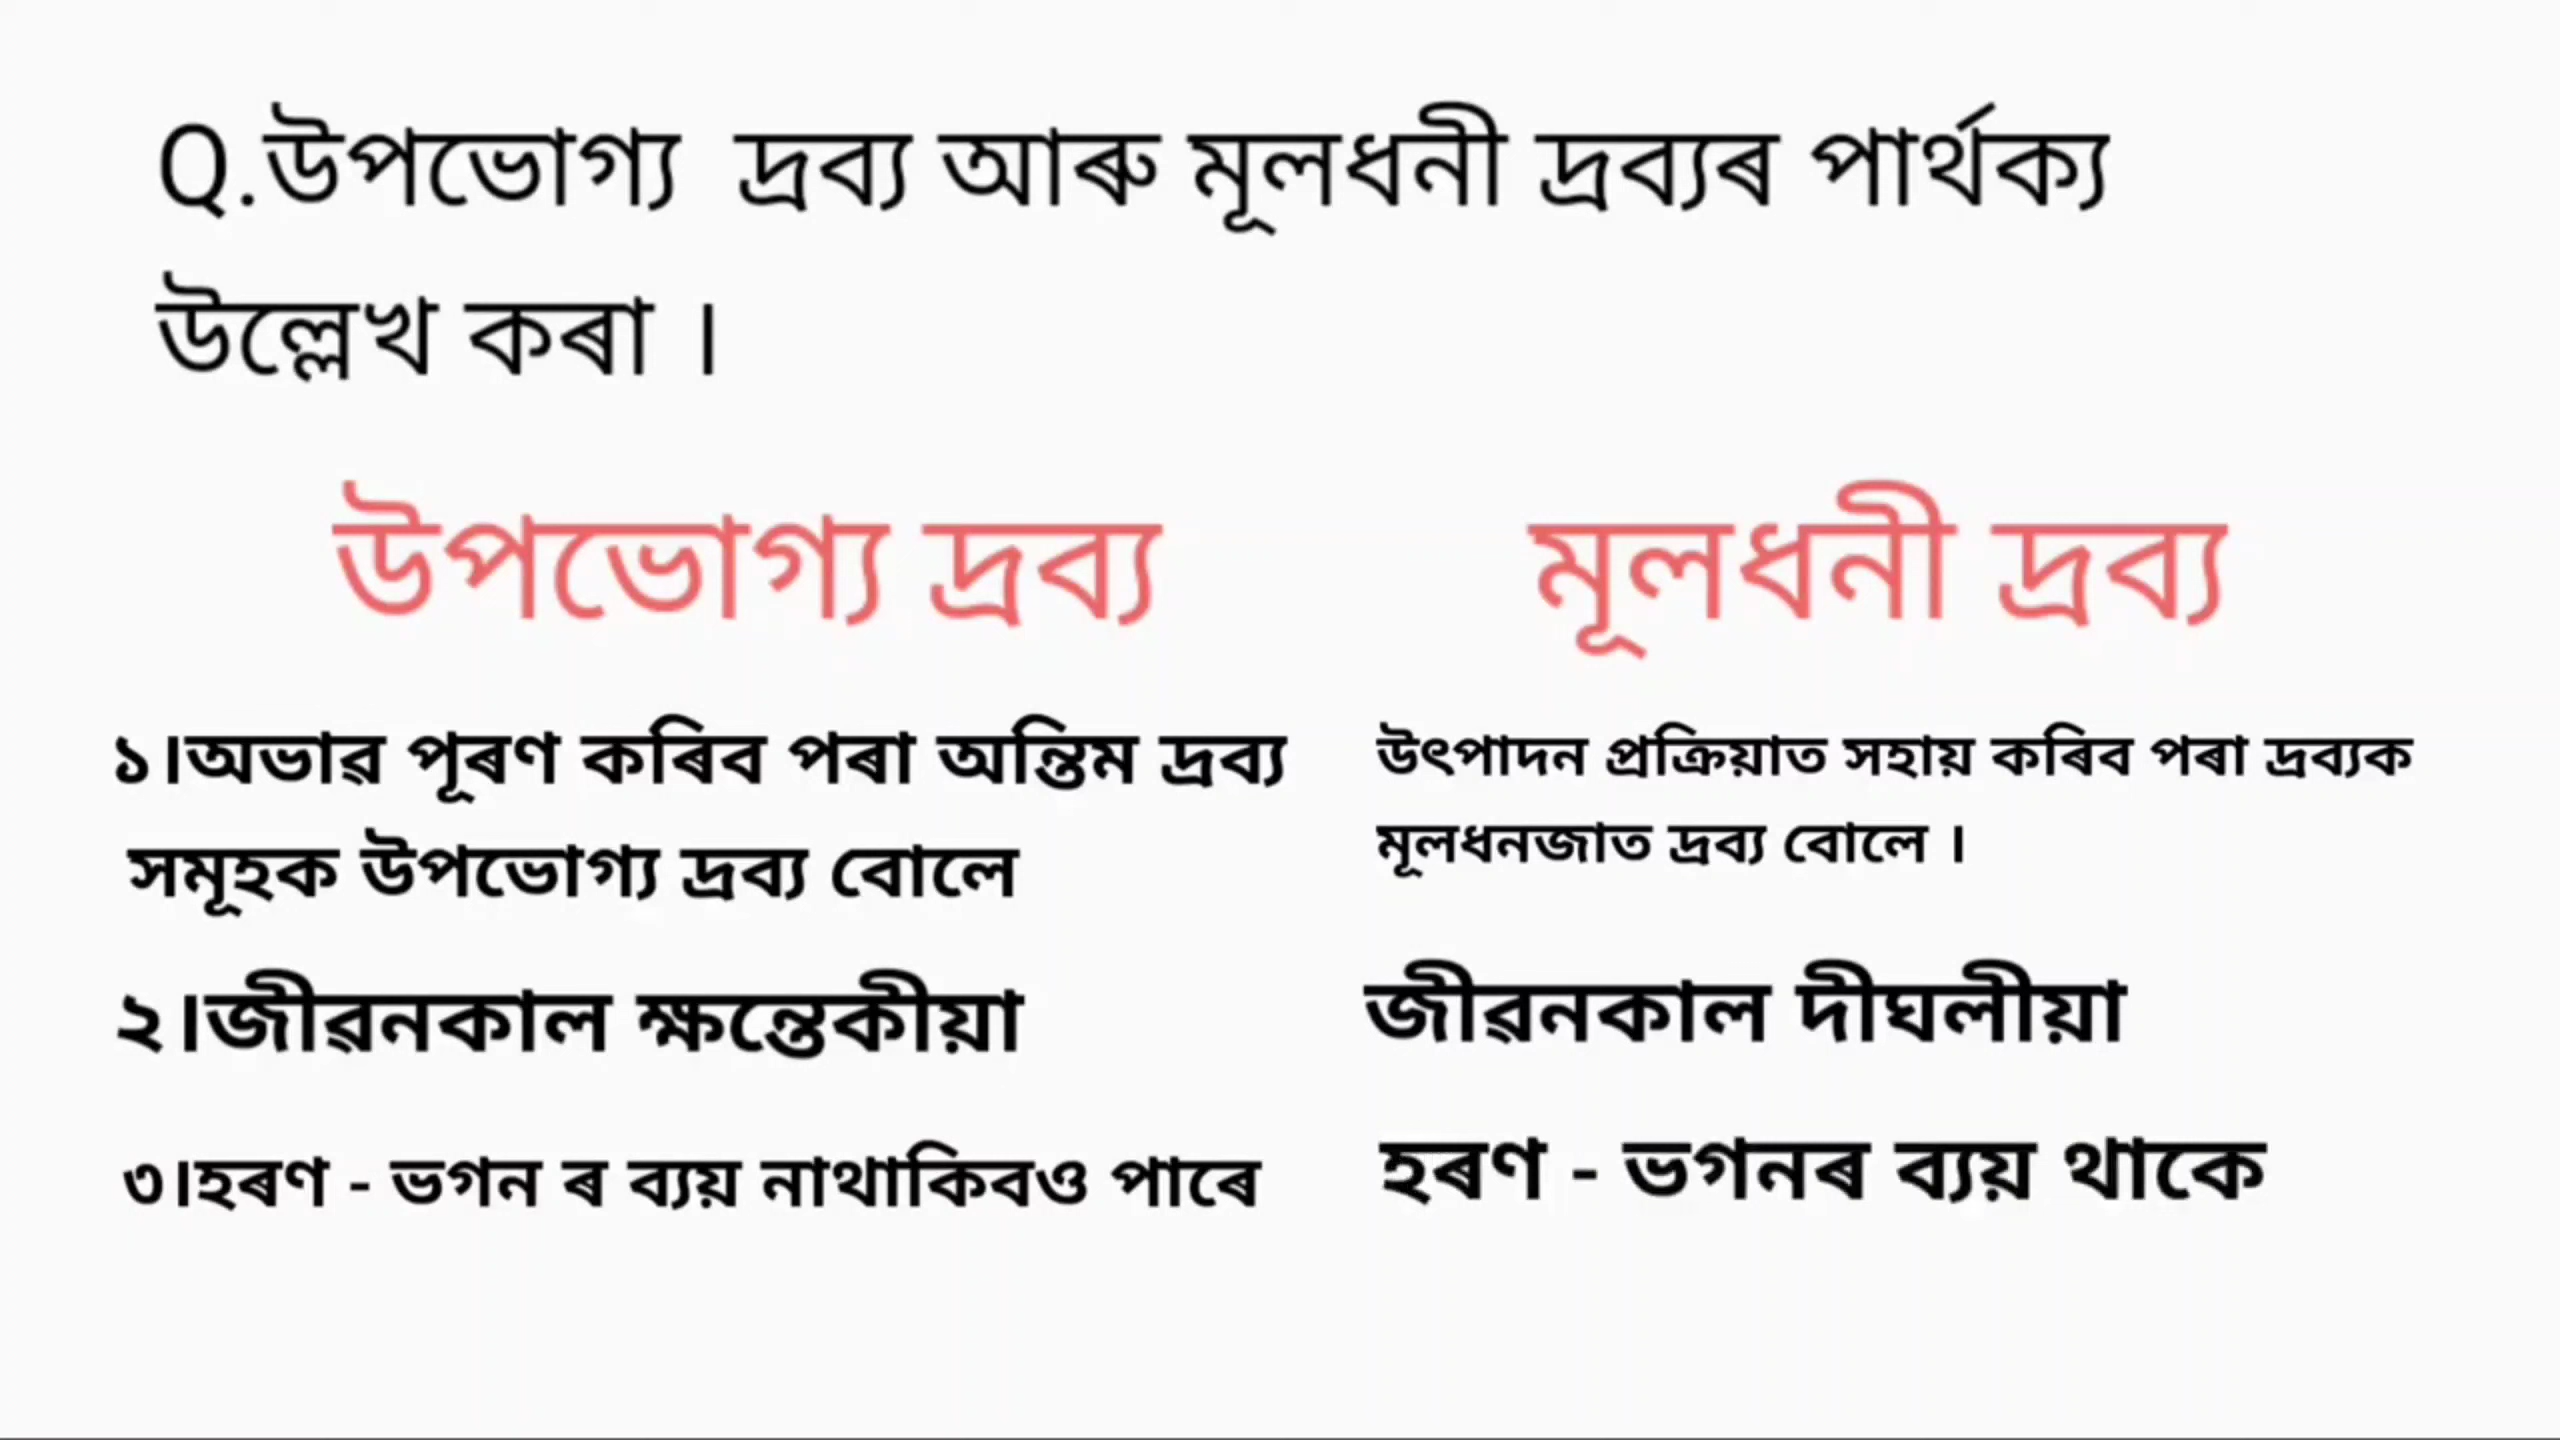 Q.উপভোগ্য দ্ৰব্য আৰু মূলধনী দ্ৰব্যৰ পাৰ্থক্য
উল্লেখ কৰা ।
উপভোগ্য দ্ৰব্য
মূলধনী দ্ৰব্য
১।অভাৱ পূৰণ কৰিব পৰা অন্তিম দ্ৰব্য
সমূহক উপভোগ্য দ্ৰব্য বোলে
উৎপাদন প্ৰক্ৰিয়াত সহায় কৰিব পৰা দ্ৰব্যক
মূলধনজাত দ্ৰব্য বোলে ।
২।জীৱনকাল ক্ষন্তেকীয়া
জীৱনকাল দীঘলীয়া
৩।হৰণ - ভগন ৰ ব্যয় নাথাকিবও পাৰে
হৰণ - ভগনৰ ব্যয় থাকে